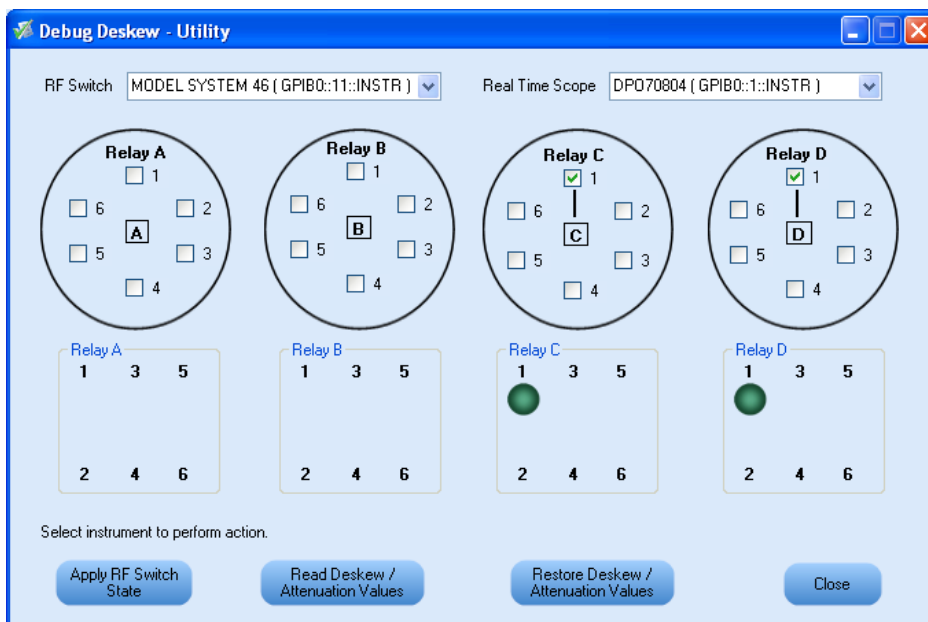 Debug Deskew - Utility
RF Switch MODEL SYSTEM 46 ( GPIB0::11::INSTR ) Real Time Scope DPO70804 ( GPIB0::1::INSTR )
Relay A Relay B Relay C Relay D
1 1 1 1
6 2 6 2 6 2 6 2
A B C D
5 3 5 3 5 3 5 3
4 4 4 4
Relay A Relay B Relay C Relay D
1 3 5 1 3 5 1 3 5 1 3 5
2 4 6 2 4 6 2 4 6 2 4 6
Select instrument to perform action.
Apply RF Switch
State
Read Deskew /
Attenuation Values
Restore Deskew /
Attenuation Values
Close